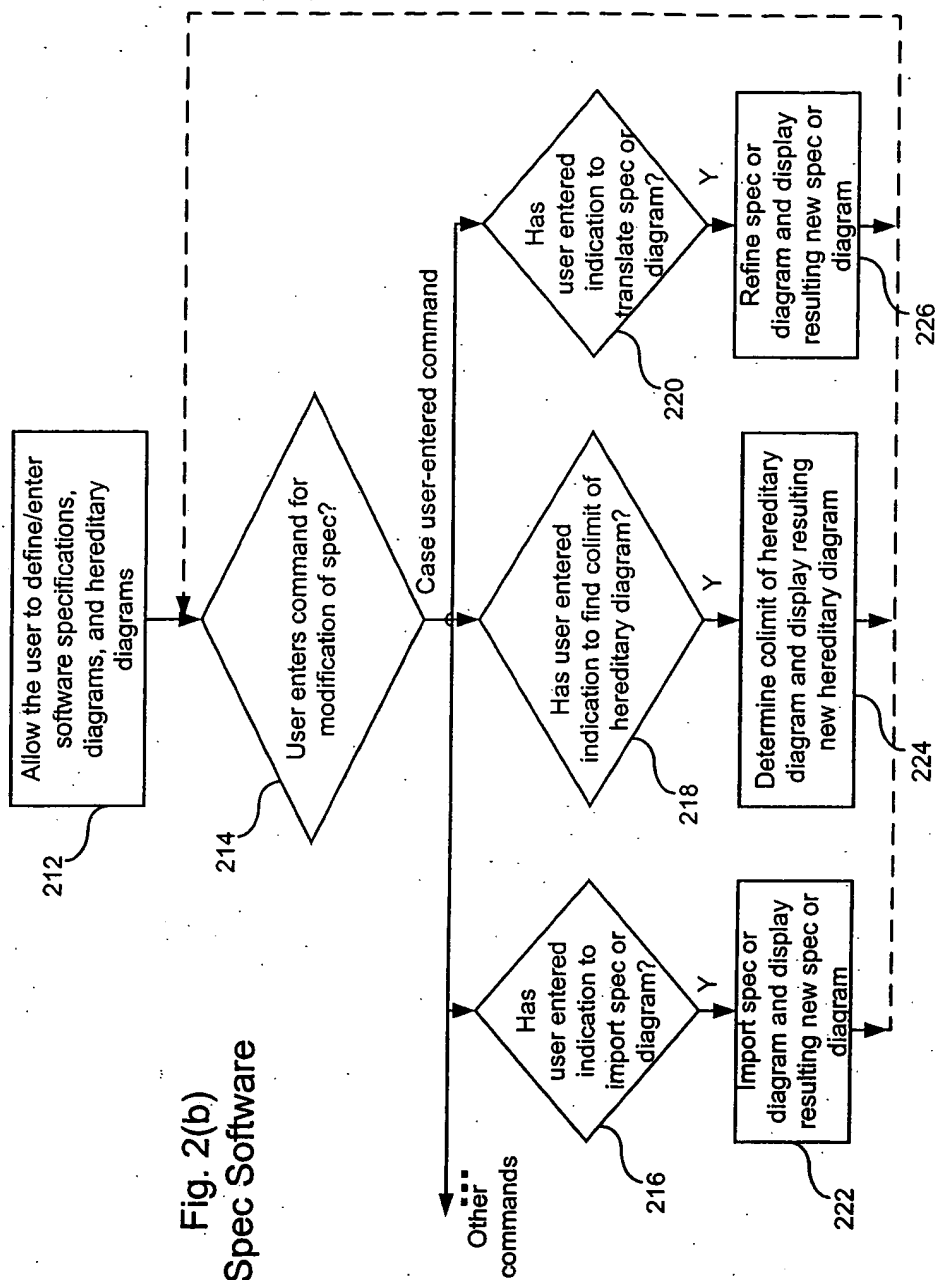 Allow the user to define/enter
software specifications,
diagrams, and hereditary
diagrams
212
User enters command for
modification of spec?
214
Case user-entered command
Other
commands
Has
user entered
indication to
import spec or
diagram?
216
Y
Import spec or
diagram and display
resulting new spec or
diagram
222
Has user entered
indication to find colimit of
hereditary diagram?
218
Y
Determine colimit of hereditary
diagram and display resulting
new hereditary diagram
224
Has
user entered
indication to
translate spec or
diagram?
220
Y
Refine spec or
diagram and display
resulting new spec or
diagram
226
Fig. 2(b)
Spec Software